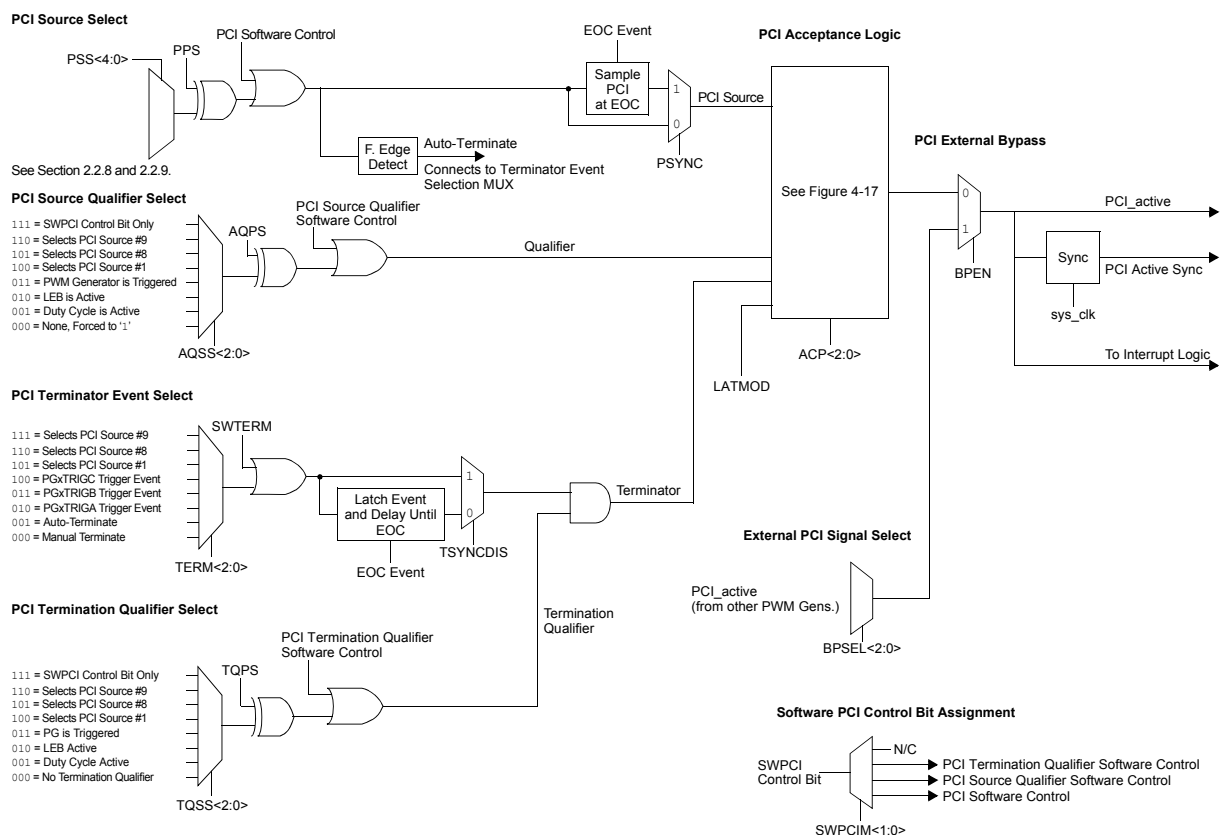 PCI Source Select
PSS<4:0>
PPS
PCI Software Control
See Section 2.2.8 and 2.2.9.
F. Edge
Detect
Auto-Terminate
Connects to Terminator Event
Selection MUX
EOC Event
Sample
PCI
at EOC
1
0
PSYNC
PCI Source
PCI Acceptance Logic
See Figure 4-17
ACP<2:0>
LATMOD
PCI External Bypass
0
1
BPEN
PCI_active
Sync
PCI Active Sync
sys_clk
To Interrupt Logic
PCI Source Qualifier Select
111 = SWPCI Control Bit Only
110 = Selects PCI Source #9
101 = Selects PCI Source #8
100 = Selects PCI Source #1
011 = PWM Generator is Triggered
010 = LEB is Active
001 = Duty Cycle is Active
000 = None, Forced to '1'
AQSS<2:0>
AQPS
PCI Source Qualifier
Software Control
Qualifier
PCI Terminator Event Select
111 = Selects PCI Source #9
110 = Selects PCI Source #8
101 = Selects PCI Source #1
100 = PGxTRIGC Trigger Event
011 = PGxTRIGB Trigger Event
010 = PGxTRIGA Trigger Event
001 = Auto-Terminate
000 = Manual Terminate
TERM<2:0>
SWTERM
Latch Event
and Delay Until
EOC
EOC Event
1
0
TSYNCDIS
Terminator
PCI Termination Qualifier Select
111 = SWPCI Control Bit Only
110 = Selects PCI Source #9
101 = Selects PCI Source #8
100 = Selects PCI Source #1
011 = PG is Triggered
010 = LEB Active
001 = Duty Cycle Active
000 = No Termination Qualifier
TQSS<2:0>
TQPS
PCI Termination Qualifier
Software Control
Termination
Qualifier
External PCI Signal Select
PCI_active
(from other PWM Gens.)
BPSEL<2:0>
Software PCI Control Bit Assignment
SWPCI
Control Bit
N/C
PCI Termination Qualifier Software Control
PCI Source Qualifier Software Control
PCI Software Control
SWPCIM<1:0>